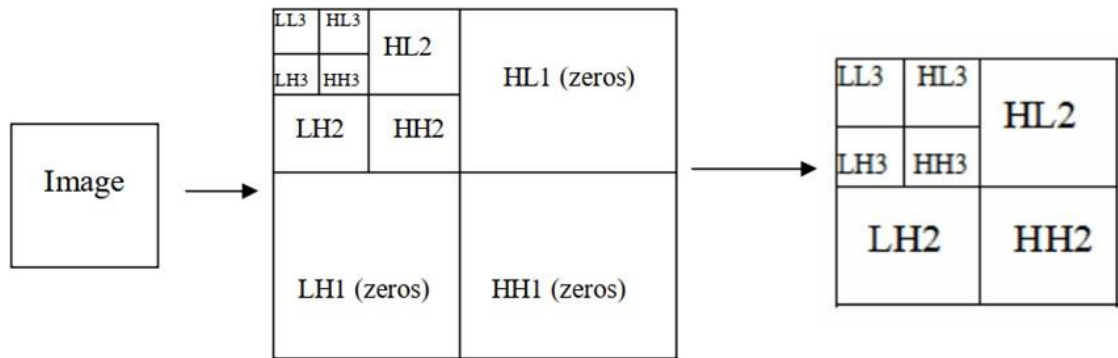 Image
LL3 HL3
HL2
LH3 HH3
HL1 (zeros)
LH2 HH2
LH1 (zeros) HH1 (zeros)
LL3 HL3
HL2
LH3 HH3
LH2 HH2